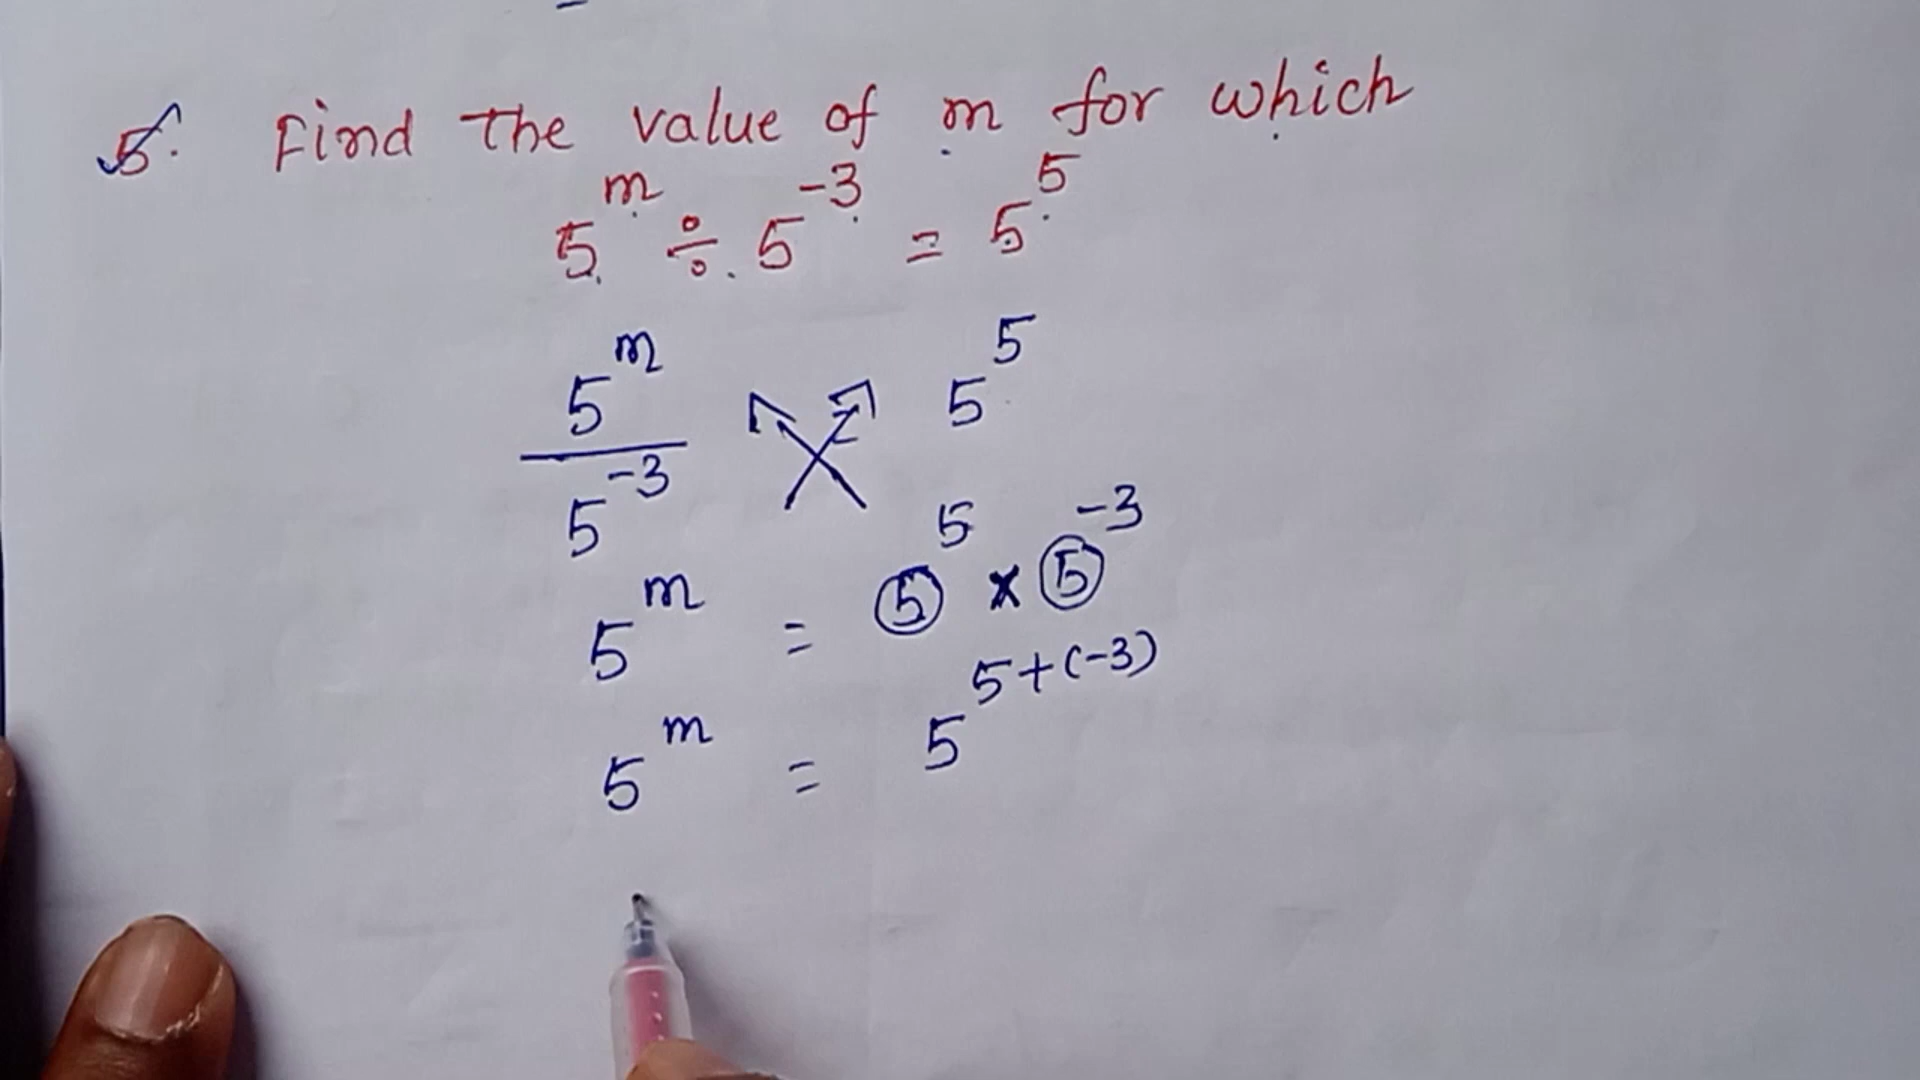 5. Find the value of m for which
5^m ÷ 5^-3 = 5^5
5^m / 5^-3 = 5^5
5^m = 5^5 × 5^-3
5^m = 5^5+(-3)